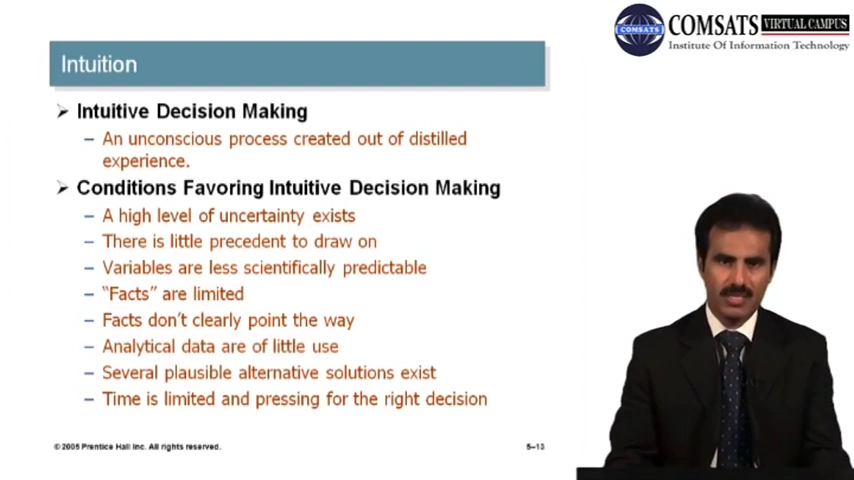 COMSATS VIRTUAL CAMPUS
COMSATS
Institute Of Information Technology
Intuition
Intuitive Decision Making
– An unconscious process created out of distilled
experience.
Conditions Favoring Intuitive Decision Making
– A high level of uncertainty exists
– There is little precedent to draw on
– Variables are less scientifically predictable
– “Facts” are limited
– Facts don’t clearly point the way
– Analytical data are of little use
– Several plausible alternative solutions exist
– Time is limited and pressing for the right decision
© 2005 Prentice Hall Inc. All rights reserved.
5–13